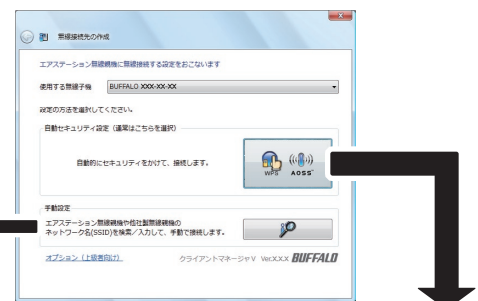 無線接続先の作成
エアステーション無線親機に無線接続する設定をおこないます
使用する無線子機 BUFFALO XXX-XX-XX
設定の方法を選択してください。
自動セキュリティ設定（通常はこちらを選択）
自動的にセキュリティをかけて、接続します。
WPS AOSS™
手動設定
エアステーション無線親機や他社製無線親機の
ネットワーク名(SSID)を検索／入力して、手動で接続します。
オプション（上級者向け） クライアントマネージャV Ver.X.X.X BUFFALO